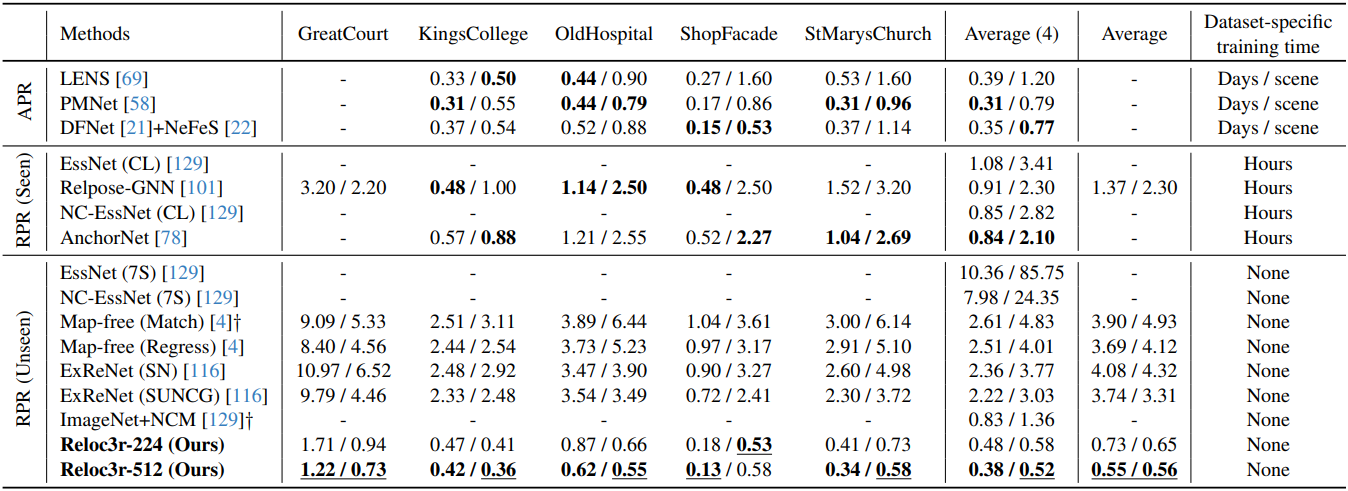 Methods GreatCourt KingsCollege OldHospital ShopFacade StMarysChurch Average (4) Average Dataset-specific training time
APR
LENS [69] - 0.33 / 0.50 0.44 / 0.90 0.27 / 1.60 0.53 / 1.60 0.39 / 1.20 - Days / scene
PMNet [58] - 0.31 / 0.55 0.44 / 0.79 0.17 / 0.86 0.31 / 0.96 0.31 / 0.79 - Days / scene
DFNet [21]+NeFeS [22] - 0.37 / 0.54 0.52 / 0.88 0.15 / 0.53 0.37 / 1.14 0.35 / 0.77 - Days / scene
RPR (Seen)
EssNet (CL) [129] - - - - - 1.08 / 3.41 - Hours
Relpose-GNN [101] 3.20 / 2.20 0.48 / 1.00 1.14 / 2.50 0.48 / 2.50 1.52 / 3.20 0.91 / 2.30 1.37 / 2.30 Hours
NC-EssNet (CL) [129] - - - - - 0.85 / 2.82 - Hours
AnchorNet [78] - 0.57 / 0.88 1.21 / 2.55 0.52 / 2.27 1.04 / 2.69 0.84 / 2.10 - Hours
RPR (Unseen)
EssNet (7S) [129] - - - - - 10.36 / 85.75 - None
NC-EssNet (7S) [129] - - - - - 7.98 / 24.35 - None
Map-free (Match) [4]† 9.09 / 5.33 2.51 / 3.11 3.89 / 6.44 1.04 / 3.61 3.00 / 6.14 2.61 / 4.83 3.90 / 4.93 None
Map-free (Regress) [4] 8.40 / 4.56 2.44 / 2.54 3.73 / 5.23 0.97 / 3.17 2.91 / 5.10 2.51 / 4.01 3.69 / 4.12 None
ExReNet (SN) [116] 10.97 / 6.52 2.48 / 2.92 3.47 / 3.90 0.90 / 3.27 2.60 / 4.98 2.36 / 3.77 4.08 / 4.32 None
ExReNet (SUNCG) [116] 9.79 / 4.46 2.33 / 2.48 3.54 / 3.49 0.72 / 2.41 2.30 / 3.72 2.22 / 3.03 3.74 / 3.31 None
ImageNet+NCM [129]† - - - - - 0.83 / 1.36 - None
Reloc3r-224 (Ours) 1.71 / 0.94 0.47 / 0.41 0.87 / 0.66 0.18 / 0.53 0.41 / 0.73 0.48 / 0.58 0.73 / 0.65 None
Reloc3r-512 (Ours) 1.22 / 0.73 0.42 / 0.36 0.62 / 0.55 0.13 / 0.58 0.34 / 0.58 0.38 / 0.52 0.55 / 0.56 None